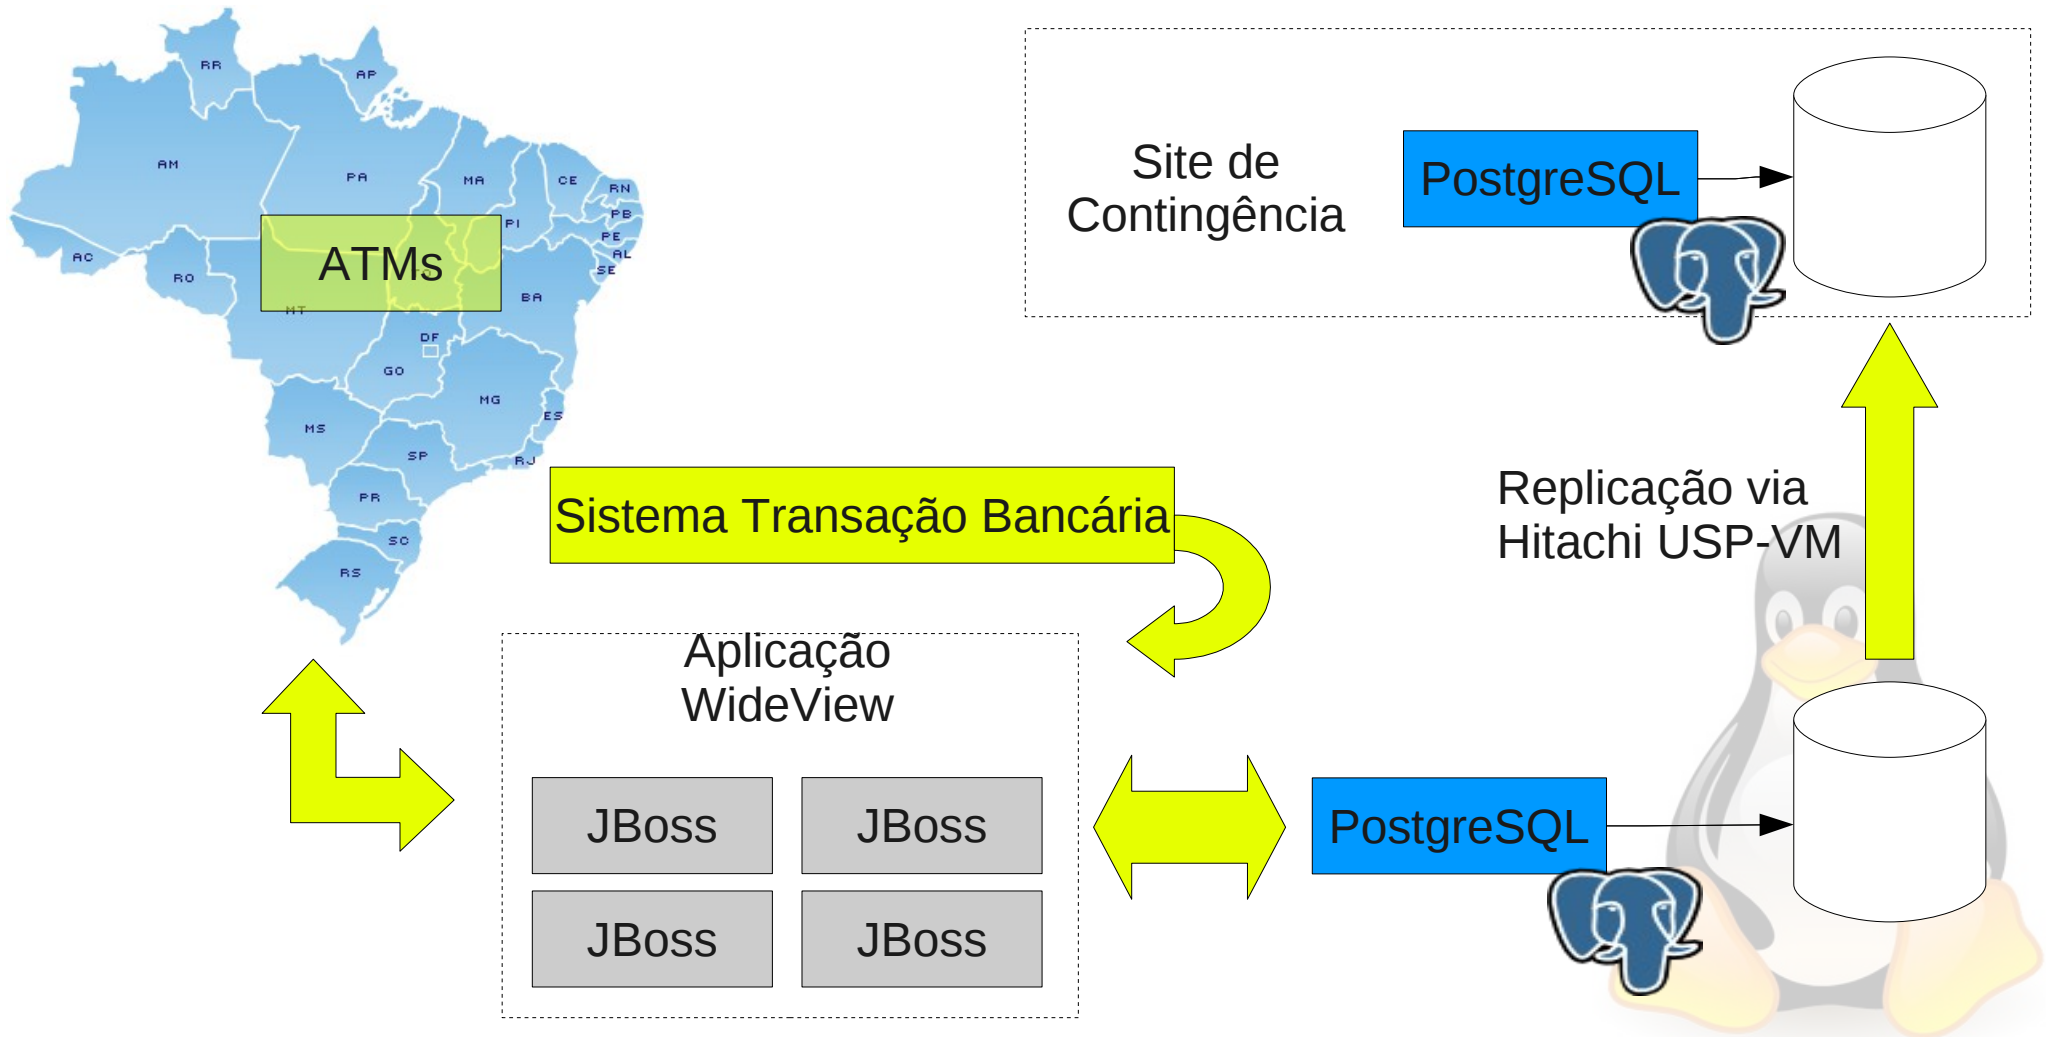 RR
AP
AM
PA
MA
CE
RN
PB
PI
PE
AL
SE
AC
RO
ATMs
BA
MT
DF
GO
MG
ES
MS
SP
RJ
PR
SC
RS
Site de
Contingência
PostgreSQL
Sistema Transação Bancária
Replicação via
Hitachi USP-VM
Aplicação
WideView
JBoss
JBoss
JBoss
JBoss
PostgreSQL